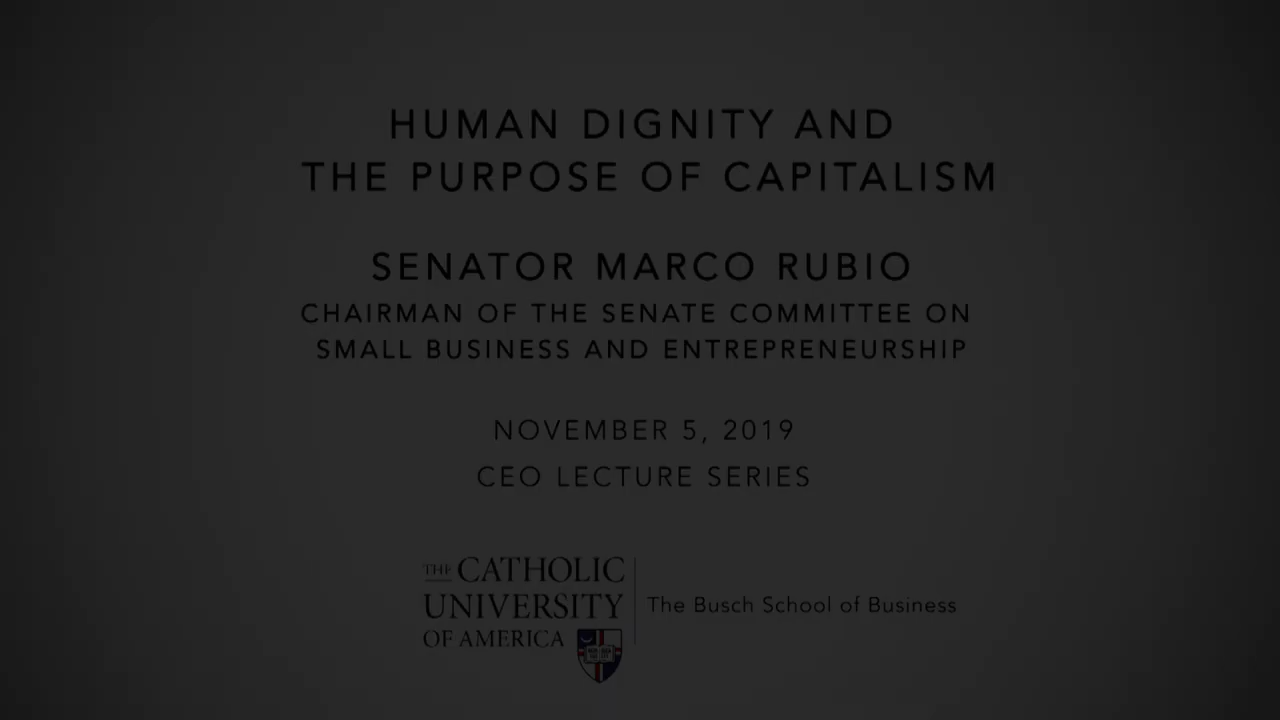 HUMAN DIGNITY AND
THE PURPOSE OF CAPITALISM
SENATOR MARCO RUBIO
CHAIRMAN OF THE SENATE COMMITTEE ON
SMALL BUSINESS AND ENTREPRENEURSHIP
NOVEMBER 5, 2019
CEO LECTURE SERIES
THE CATHOLIC
UNIVERSITY
OF AMERICA
The Busch School of Business